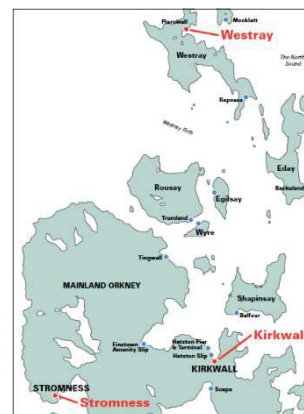 Pierowall
Mocklett
Westray
Westray
The North
Sound
Rapness
Westray Firth
Eday
Rousay
Egilsay
Backaland
Trumland
Wyre
Tingwall
MAINLAND ORKNEY
Shapinsay
Balfour
Kirkwall
Finstown
Amenity Slip
Hatston Pier
& Terminal
Hatston Slip
KIRKWALL
STROMNESS
Stromness
Scapa